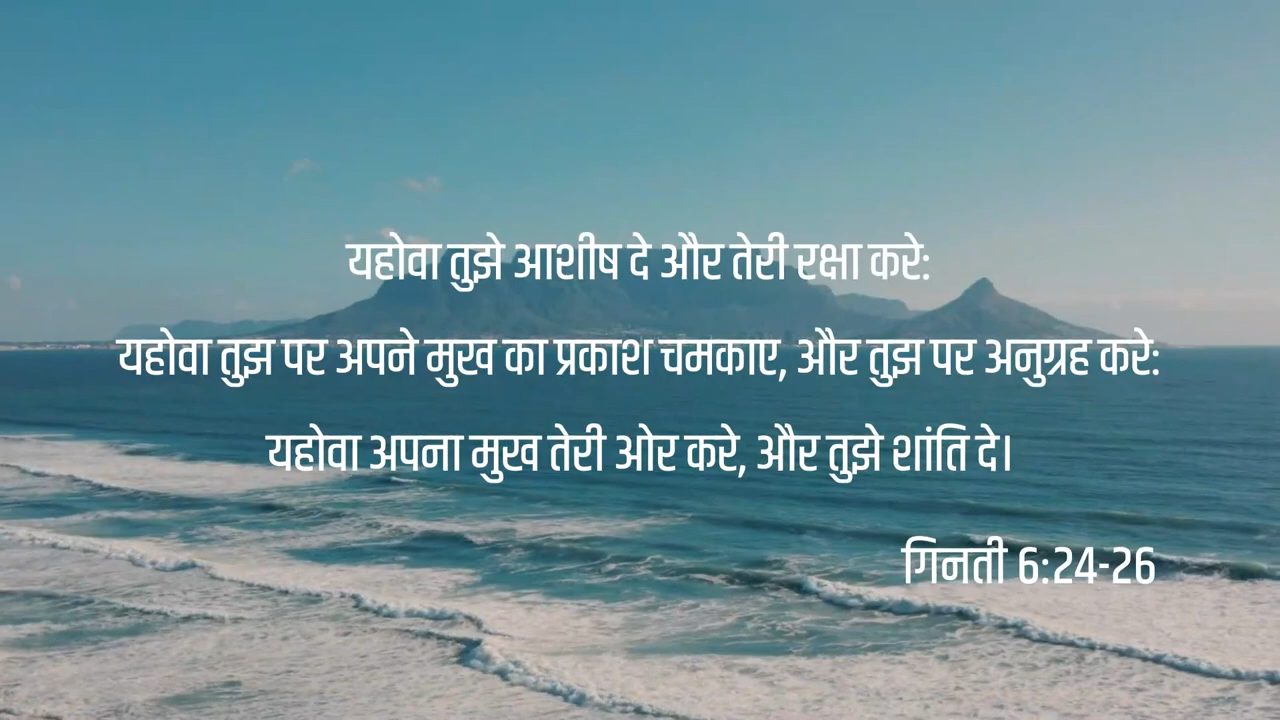 यहोवा तुझे आशीष दे और तेरी रक्षा करे:
यहोवा तुझ पर अपने मुख का प्रकाश चमकाए, और तुझ पर अनुग्रह करे:
यहोवा अपना मुख तेरी ओर करे, और तुझे शांति दे।
गिनती 6:24-26